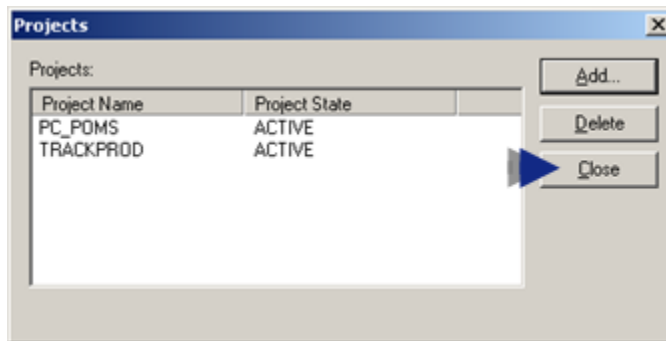 Projects
Projects:
Project Name Project State
PC_POMS ACTIVE
TRACKPROD ACTIVE
Add...
Delete
Close